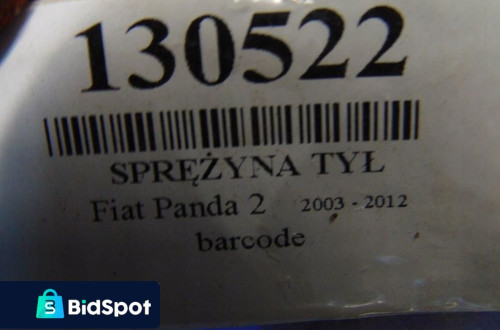 130522
SPRĘŻYNA TYŁ
Fiat Panda 2 2003 - 2012
barcode
S BidSpot